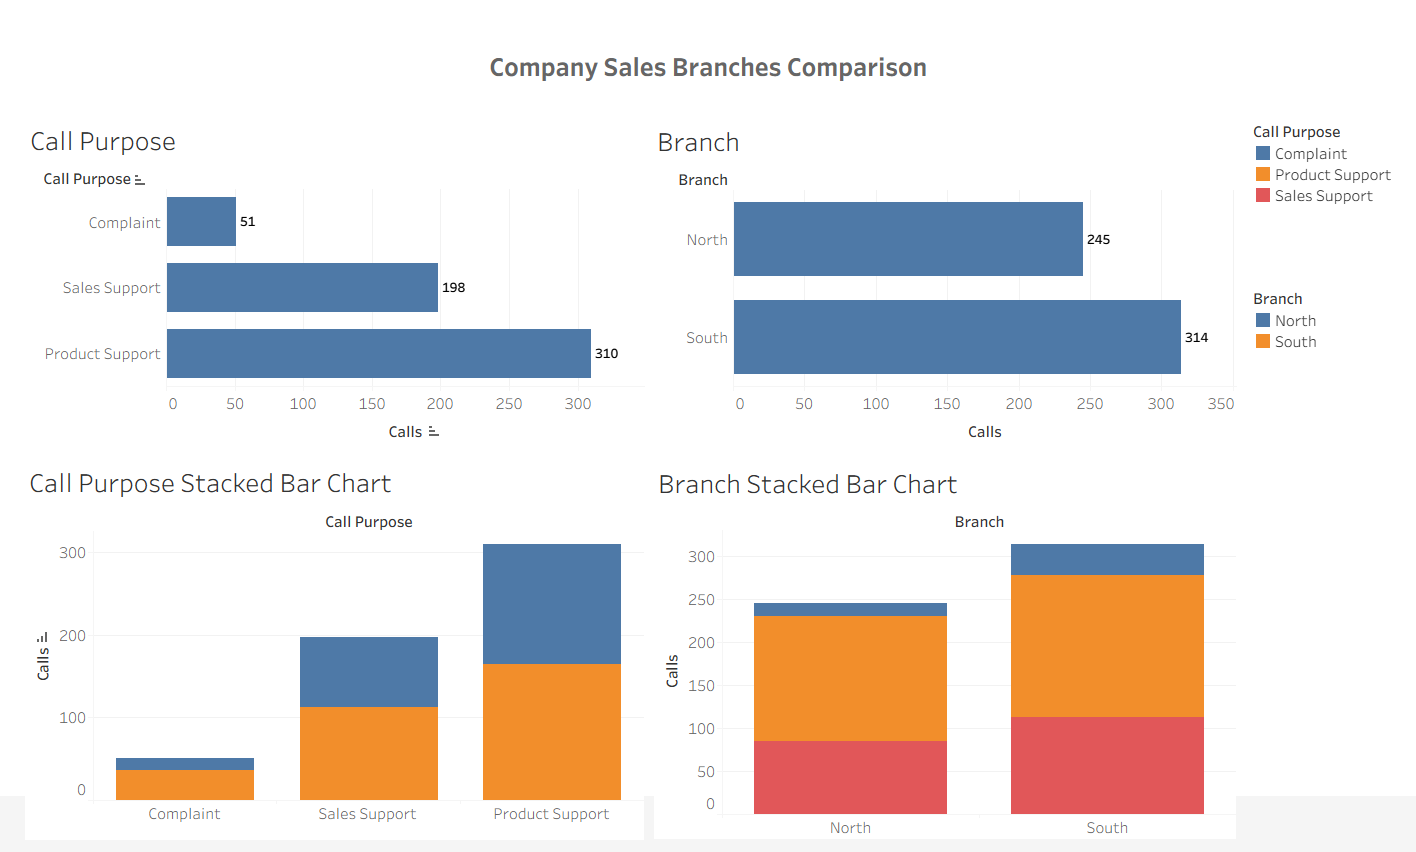 Company Sales Branches Comparison
Call Purpose
Call Purpose
Complaint
51
Sales Support
198
Product Support
310
0 50 100 150 200 250 300
Calls
Branch
Branch
North
245
South
314
0 50 100 150 200 250 300 350
Calls
Call Purpose
Complaint
Product Support
Sales Support
Branch
North
South
Call Purpose Stacked Bar Chart
Call Purpose
Calls
300
200
100
0
Complaint Sales Support Product Support
Branch Stacked Bar Chart
Branch
Calls
300
250
200
150
100
50
0
North South